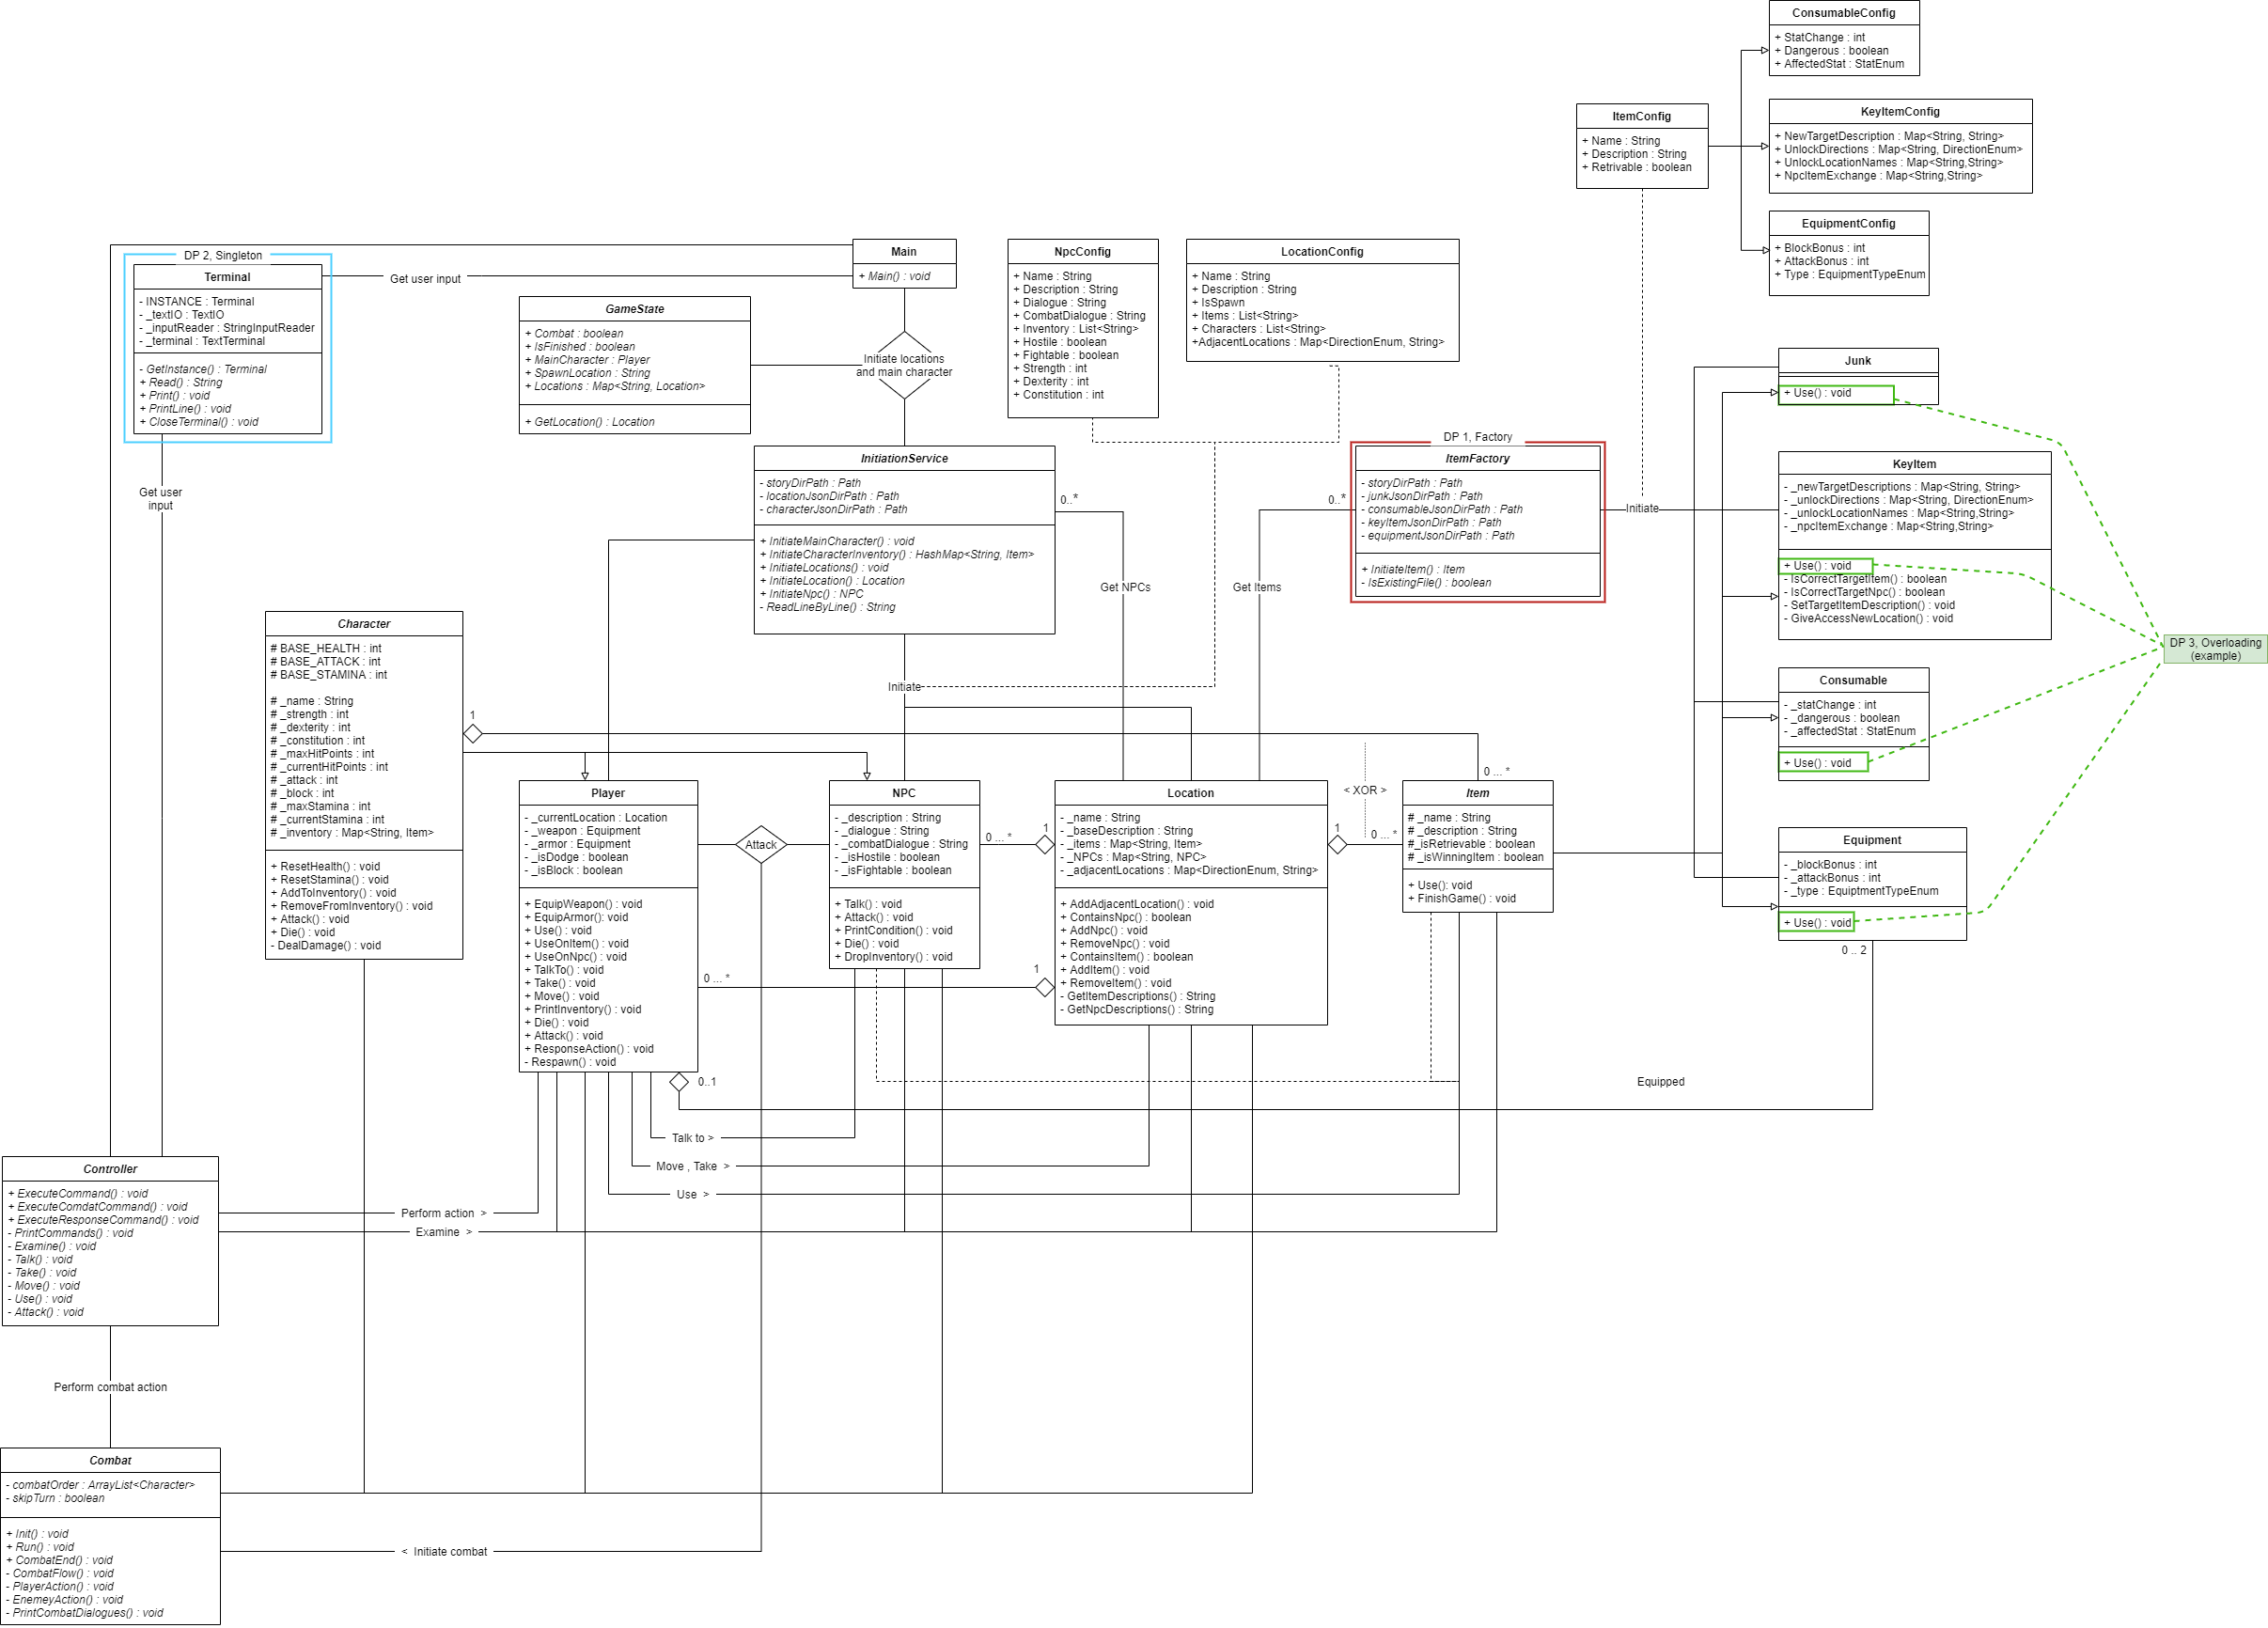 ConsumableConfig
+ StatChange : int
+ Dangerous : boolean
+ AffectedStat : StatEnum
ItemConfig
+ Name : String
+ Description : String
+ Retrivable : boolean
KeyItemConfig
+ NewTargetDescription : Map<String, String>
+ UnlockDirections : Map<String, DirectionEnum>
+ UnlockLocationNames : Map<String,String>
+ NpcItemExchange : Map<String,String>
EquipmentConfig
+ BlockBonus : int
+ AttackBonus : int
+ Type : EquipmentTypeEnum
DP 2, Singleton
Terminal
- INSTANCE : Terminal
- _textIO : TextIO
- _inputReader : StringInputReader
- _terminal : TextTerminal
- GetInstance() : Terminal
+ Read() : String
+ Print() : void
+ PrintLine() : void
+ CloseTerminal() : void
Get user input
Main
+ Main() : void
GameState
+ Combat : boolean
+ IsFinished : boolean
+ MainCharacter : Player
+ SpawnLocation : String
+ Locations : Map<String, Location>
+ GetLocation() : Location
Initiate locations
and main character
NpcConfig
+ Name : String
+ Description : String
+ Dialogue : String
+ CombatDialogue : String
+ Inventory : List<String>
+ Hostile : boolean
+ Fightable : boolean
+ Strength : int
+ Dexterity : int
+ Constitution : int
LocationConfig
+ Name : String
+ Description : String
+ IsSpawn
+ Items : List<String>
+ Characters : List<String>
+AdjacentLocations : Map<DirectionEnum, String>
Junk
+ Use() : void
Get user
input
InitiationService
- storyDirPath : Path
- locationJsonDirPath : Path
- characterJsonDirPath : Path
+ InitiateMainCharacter() : void
+ InitiateCharacterInventory() : HashMap<String, Item>
+ InitiateLocations() : void
+ InitiateLocation() : Location
+ InitiateNpc() : NPC
- ReadLineByLine() : String
0..*
Get NPCs
0..*
Get Items
DP 1, Factory
ItemFactory
- storyDirPath : Path
- junkJsonDirPath : Path
- consumableJsonDirPath : Path
- keyItemJsonDirPath : Path
- equipmentJsonDirPath : Path
+ InitiateItem() : Item
- IsExistingFile() : boolean
Initiate
KeyItem
- _newTargetDescriptions : Map<String, String>
- _unlockDirections : Map<String, DirectionEnum>
- _unlockLocationNames : Map<String,String>
- _npcItemExchange : Map<String,String>
+ Use() : void
- IsCorrectTargetItem() : boolean
- IsCorrectTargetNpc() : boolean
- SetTargetItemDescription() : void
- GiveAccessNewLocation() : void
DP 3, Overloading
(example)
Initiate
Character
# BASE_HEALTH : int
# BASE_ATTACK : int
# BASE_STAMINA : int
# _name : String
# _strength : int
# _dexterity : int
# _constitution : int
# _maxHitPoints : int
# _currentHitPoints : int
# _attack : int
# _block : int
# _maxStamina : int
# _currentStamina : int
# _inventory : Map<String, Item>
+ ResetHealth() : void
+ ResetStamina() : void
+ AddToInventory() : void
+ RemoveFromInventory() : void
+ Attack() : void
+ Die() : void
- DealDamage() : void
1
Consumable
- _statChange : int
- _dangerous : boolean
- _affectedStat : StatEnum
+ Use() : void
Player
- _currentLocation : Location
- _weapon : Equipment
- _armor : Equipment
- _isDodge : boolean
- _isBlock : boolean
+ EquipWeapon() : void
+ EquipArmor(): void
+ Use() : void
+ UseOnItem() : void
+ UseOnNpc() : void
+ TalkTo() : void
+ Take() : void
+ Move() : void
+ PrintInventory() : void
+ Die() : void
+ Attack() : void
+ ResponseAction() : void
- Respawn() : void
Attack
NPC
- _description : String
- _dialogue : String
- _combatDialogue : String
- _isHostile : boolean
- _isFightable : boolean
+ Talk() : void
+ Attack() : void
+ PrintCondition() : void
+ Die() : void
+ DropInventory() : void
0 ... *
1
0 ... *
1
Location
- _name : String
- _baseDescription : String
- _items : Map<String, Item>
- _NPCs : Map<String, NPC>
- _adjacentLocations : Map<DirectionEnum, String>
+ AddAdjacentLocation() : void
+ ContainsNpc() : boolean
+ AddNpc() : void
+ RemoveNpc() : void
+ ContainsItem() : boolean
+ AddItem() : void
+ RemoveItem() : void
- GetItemDescriptions() : String
- GetNpcDescriptions() : String
< XOR >
1
0 ... *
0 ... *
Item
# _name : String
# _description : String
#_isRetrievable : boolean
# _isWinningItem : boolean
+ Use(): void
+ FinishGame() : void
Equipment
- _blockBonus : int
- _attackBonus : int
- _type : EquiptmentTypeEnum
+ Use() : void
0 .. 2
0..1
Equipped
Talk to >
Move , Take >
Use >
Controller
+ ExecuteCommand() : void
+ ExecuteComdatCommand() : void
+ ExecuteResponseCommand() : void
- PrintCommands() : void
- Examine() : void
- Talk() : void
- Take() : void
- Move() : void
- Use() : void
- Attack() : void
Perform action >
Examine >
Perform combat action
Combat
- combatOrder : ArrayList<Character>
- skipTurn : boolean
+ Init() : void
+ Run() : void
+ CombatEnd() : void
- CombatFlow() : void
- PlayerAction() : void
- EnemeyAction() : void
- PrintCombatDialogues() : void
< Initiate combat